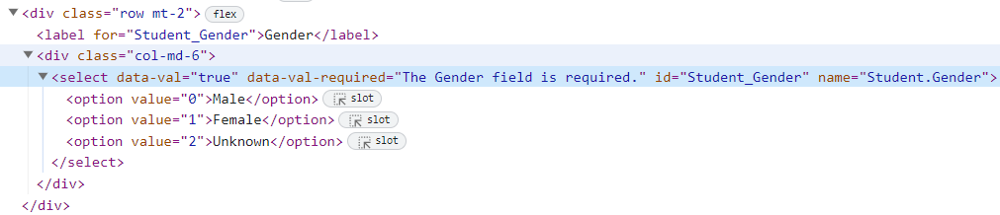 <div class="row mt-2"> flex
<label for="Student_Gender">Gender</label>
<div class="col-md-6">
<select data-val="true" data-val-required="The Gender field is required." id="Student_Gender" name="Student.Gender">
<option value="0">Male</option> slot
<option value="1">Female</option> slot
<option value="2">Unknown</option> slot
</select>
</div>
</div>